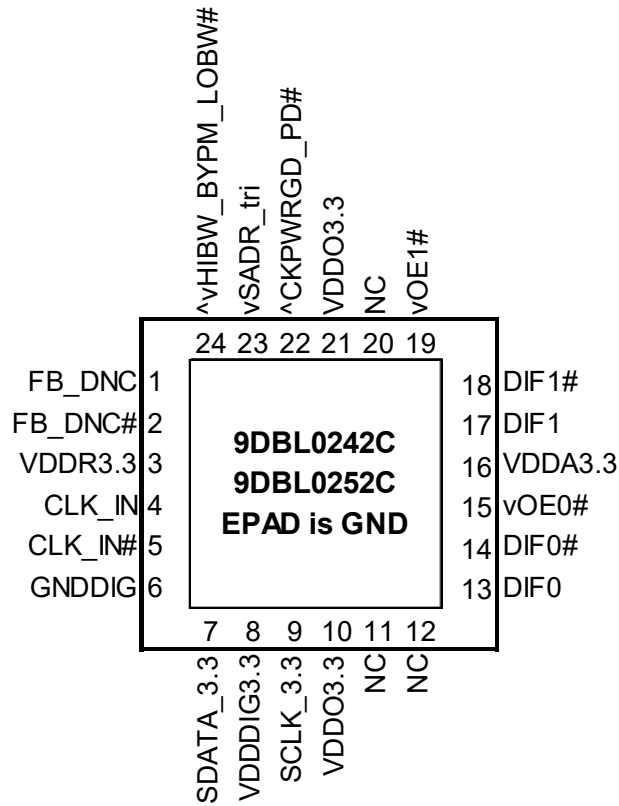 ^vHIBW_BYPM_LOBW#
vSADR_tri
^CKPWRGD_PD#
VDDO3.3
NC
vOE1#
24 23 22 21 20 19
FB_DNC 1
FB_DNC# 2
VDDR3.3 3
CLK_IN 4
CLK_IN# 5
GNDDIG 6
9DBL0242C
9DBL0252C
EPAD is GND
18 DIF1#
17 DIF1
16 VDDA3.3
15 vOE0#
14 DIF0#
13 DIF0
7 8 9 10 11 12
SDATA_3.3
VDDDIG3.3
SCLK_3.3
VDDO3.3
NC
NC